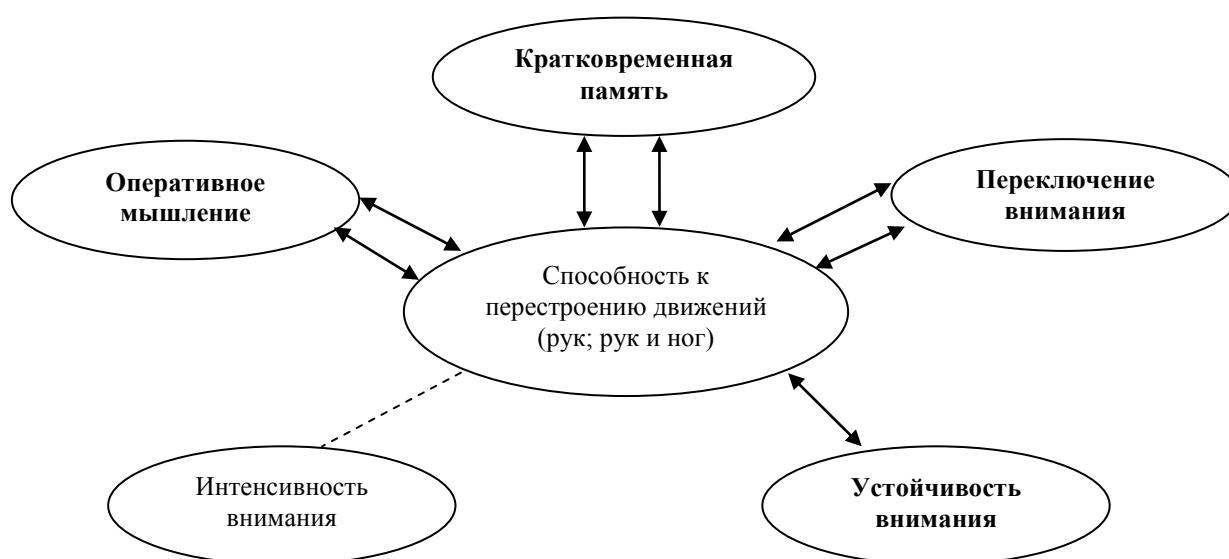 Кратковременная
память
Оперативное
мышление
Переключение
внимания
Способность к
перестроению движений
(рук; рук и ног)
Интенсивность
внимания
Устойчивость
внимания